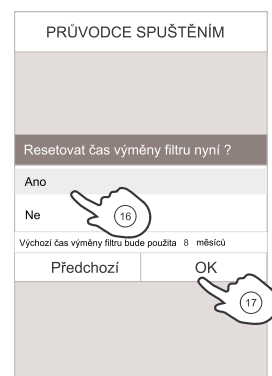 PRŮVODCE SPUŠTĚNÍM
Resetovat čas výměny filtru nyní ?
Ano
Ne
16
Výchozí čas výměny filtru bude použita 8 měsíců
Předchozí OK
17